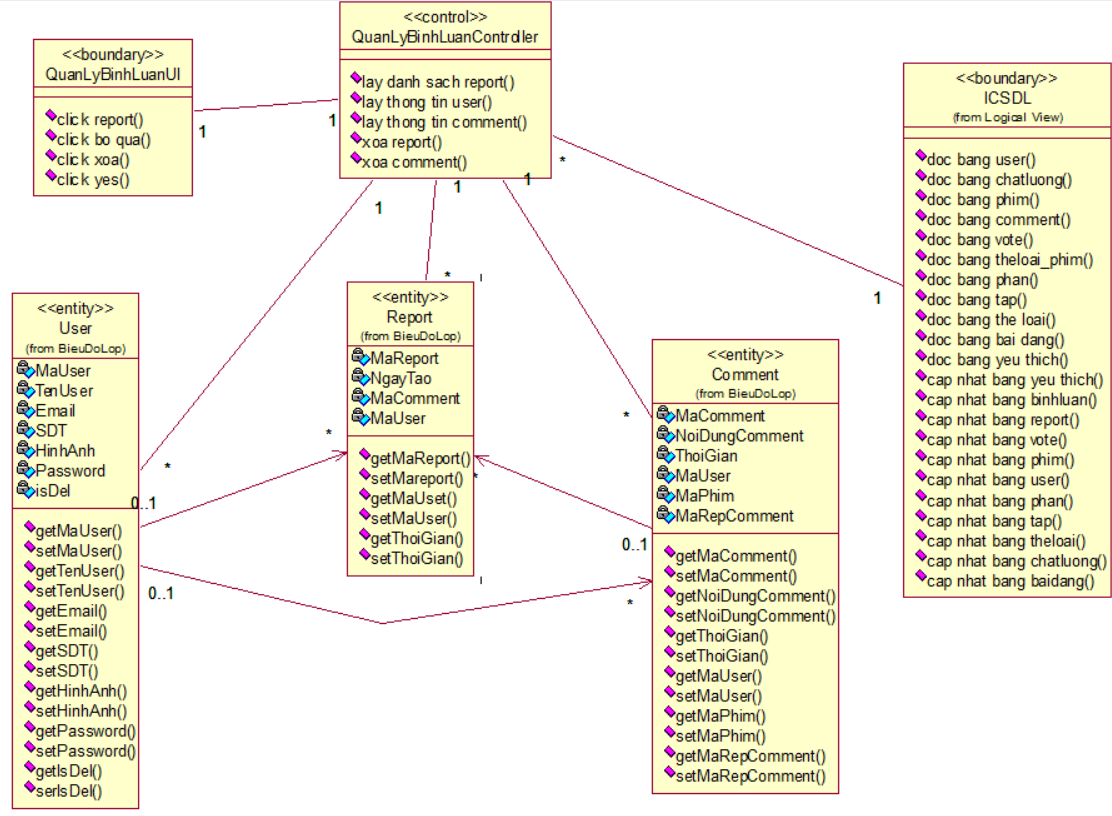 <<boundary>>
QuanLyBinhLuanUI
click report()
click bo qua()
click xoa()
click yes()
1
<<control>>
QuanLyBinhLuanController
lay danh sach report()
lay thong tin user()
lay thong tin comment()
xoa report()
xoa comment()
1
1
1
1
*
<<boundary>>
ICSDL
(from Logical View)
doc bang user()
doc bang chatluong()
doc bang phim()
doc bang comment()
doc bang vote()
doc bang theloai_phim()
doc bang phan()
doc bang tap()
doc bang the loai()
doc bang bai dang()
doc bang yeu thich()
cap nhat bang yeu thich()
cap nhat bang binhluan()
cap nhat bang report()
cap nhat bang vote()
cap nhat bang phim()
cap nhat bang user()
cap nhat bang phan()
cap nhat bang tap()
cap nhat bang theloai()
cap nhat bang chatluong()
cap nhat bang baidang()
1
<<entity>>
User
(from BieuDoLop)
MaUser
TenUser
Email
SDT
HinhAnh
Password
isDel
getMaUser()
setMaUser()
getTenUser()
setTenUser()
getEmail()
setEmail()
getSDT()
setSDT()
getHinhAnh()
setHinhAnh()
getPassword()
setPassword()
getIsDel()
serIsDel()
*
0..1
0..1
<<entity>>
Report
(from BieuDoLop)
MaReport
NgayTao
MaComment
MaUser
getMaReport()
setMareport()
getMaUset()
setMaUser()
getThoiGian()
setThoiGian()
*
*
*
<<entity>>
Comment
(from BieuDoLop)
MaComment
NoiDungComment
ThoiGian
MaUser
MaPhim
MaRepComment
getMaComment()
setMaComment()
getNoiDungComment()
setNoiDungComment()
getThoiGian()
setThoiGian()
getMaUser()
setMaUser()
getMaPhim()
setMaPhim()
getMaRepComment()
setMaRepComment()
*
0..1
*